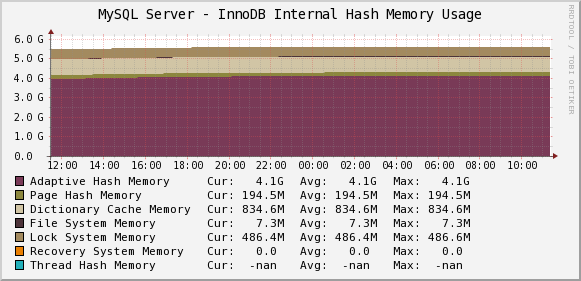 MySQL Server - InnoDB Internal Hash Memory Usage
RRDTOOL / TOBI OETIKER
6.0 G
5.0 G
4.0 G
3.0 G
2.0 G
1.0 G
0.0
12:00 14:00 16:00 18:00 20:00 22:00 00:00 02:00 04:00 06:00 08:00 10:00
Adaptive Hash Memory Cur: 4.1G Avg: 4.1G Max: 4.1G
Page Hash Memory Cur: 194.5M Avg: 194.5M Max: 194.5M
Dictionary Cache Memory Cur: 834.6M Avg: 834.6M Max: 834.6M
File System Memory Cur: 7.3M Avg: 7.3M Max: 7.3M
Lock System Memory Cur: 486.4M Avg: 486.4M Max: 486.6M
Recovery System Memory Cur: 0.0 Avg: 0.0 Max: 0.0
Thread Hash Memory Cur: -nan Avg: -nan Max: -nan